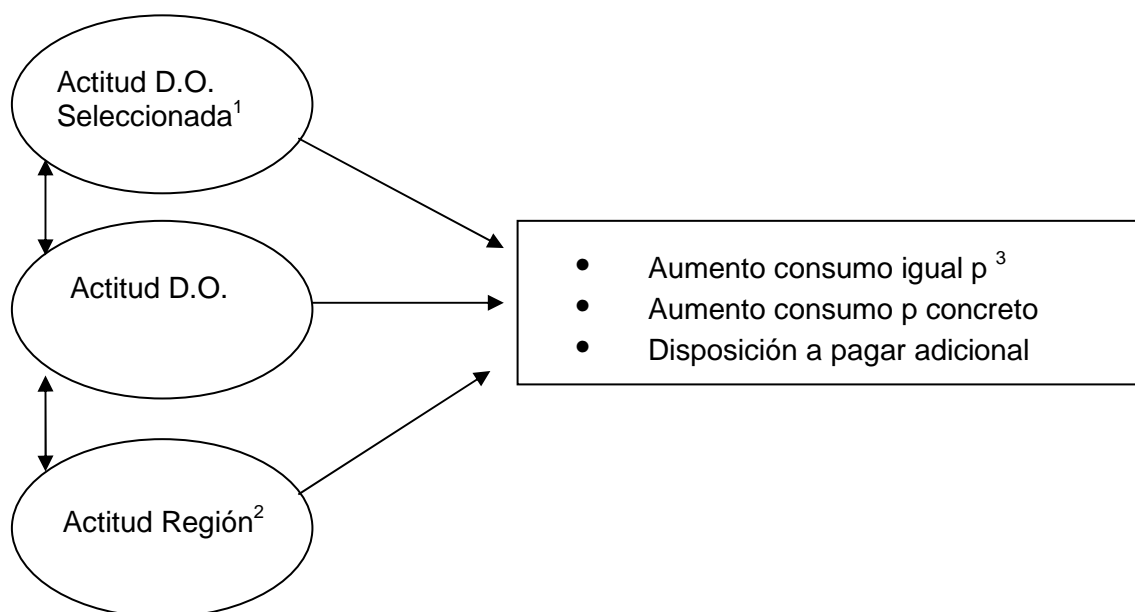 Actitud D.O.
Seleccionada¹
Actitud D.O.
Actitud Región²
• Aumento consumo igual p ³
• Aumento consumo p concreto
• Disposición a pagar adicional